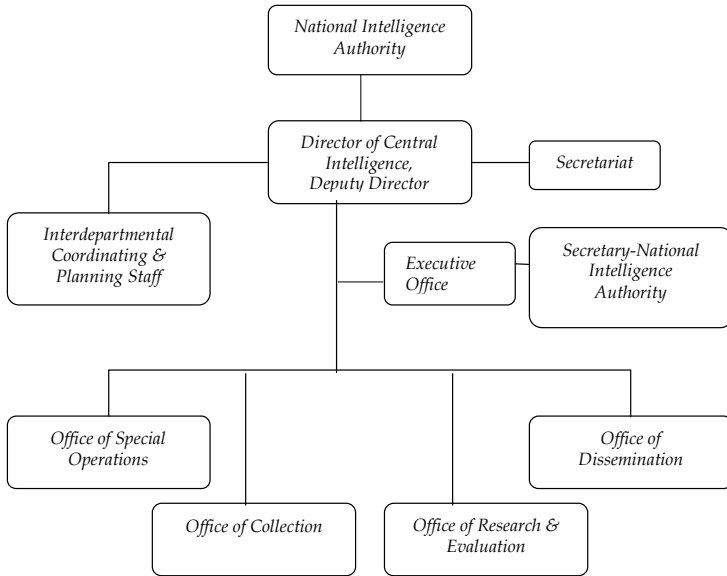 National Intelligence
Authority
Director of Central
Intelligence,
Deputy Director
Secretariat
Interdepartmental
Coordinating &
Planning Staff
Executive
Office
Secretary-National
Intelligence
Authority
Office of Special
Operations
Office of Collection
Office of Research &
Evaluation
Office of
Dissemination